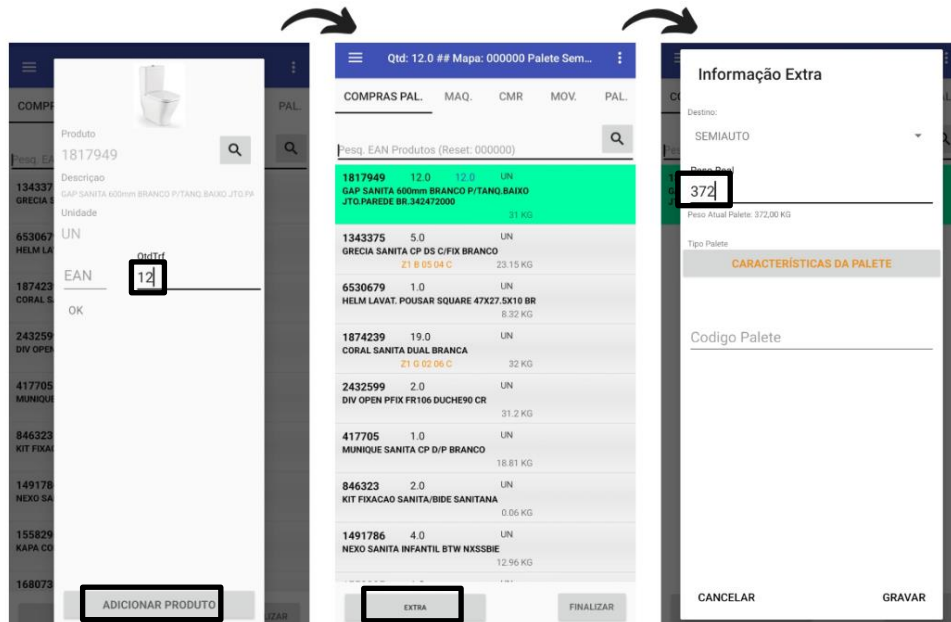 COMPR
PAL.
Pesq. EA
Produto
1817949
Descriçao
GAP SANITA 600mm BRANCO P/TANQ.BAIXO JTO.PA
Unidade
UN
QtdTrf
EAN
12
OK
134337
GRECIA S
65306
HELM LA
187423
CORAL S
243259
DIV OPEN
417705
MUNIQUE
846323
KIT FIXA
149178
NEXO SA
155829
KAPA CO
168073
ADICIONAR PRODUTO
IZAR
Qtd: 12.0 ## Mapa: 000000 Palete Sem...
COMPRAS PAL. MAQ. CMR MOV. PAL.
Pesq. EAN Produtos (Reset: 000000)
1817949 12.0 12.0 UN
GAP SANITA 600mm BRANCO P/TANQ.BAIXO
JTO.PAREDE BR.342472000
31 KG
1343375 5.0 UN
GRECIA SANITA CP DS C/FIX BRANCO
Z1 B 05 04 C 23.15 KG
6530679 1.0 UN
HELM LAVAT. POUSAR SQUARE 47X27.5X10 BR
8.32 KG
1874239 19.0 UN
CORAL SANITA DUAL BRANCA
Z1 G 02 06 C 32 KG
2432599 2.0 UN
DIV OPEN PFIX FR106 DUCHE90 CR
31.2 KG
417705 1.0 UN
MUNIQUE SANITA CP D/P BRANCO
18.81 KG
846323 2.0 UN
KIT FIXACAO SANITA/BIDE SANITANA
0.06 KG
1491786 4.0 UN
NEXO SANITA INFANTIL BTW NXSSBIE
12.96 KG
EXTRA FINALIZAR
Informação Extra
Destino:
SEMIAUTO
Peso Real
372
Peso Atual Palete: 372,00 KG
Tipo Palete
CARACTERÍSTICAS DA PALETE
Codigo Palete
CANCELAR GRAVAR